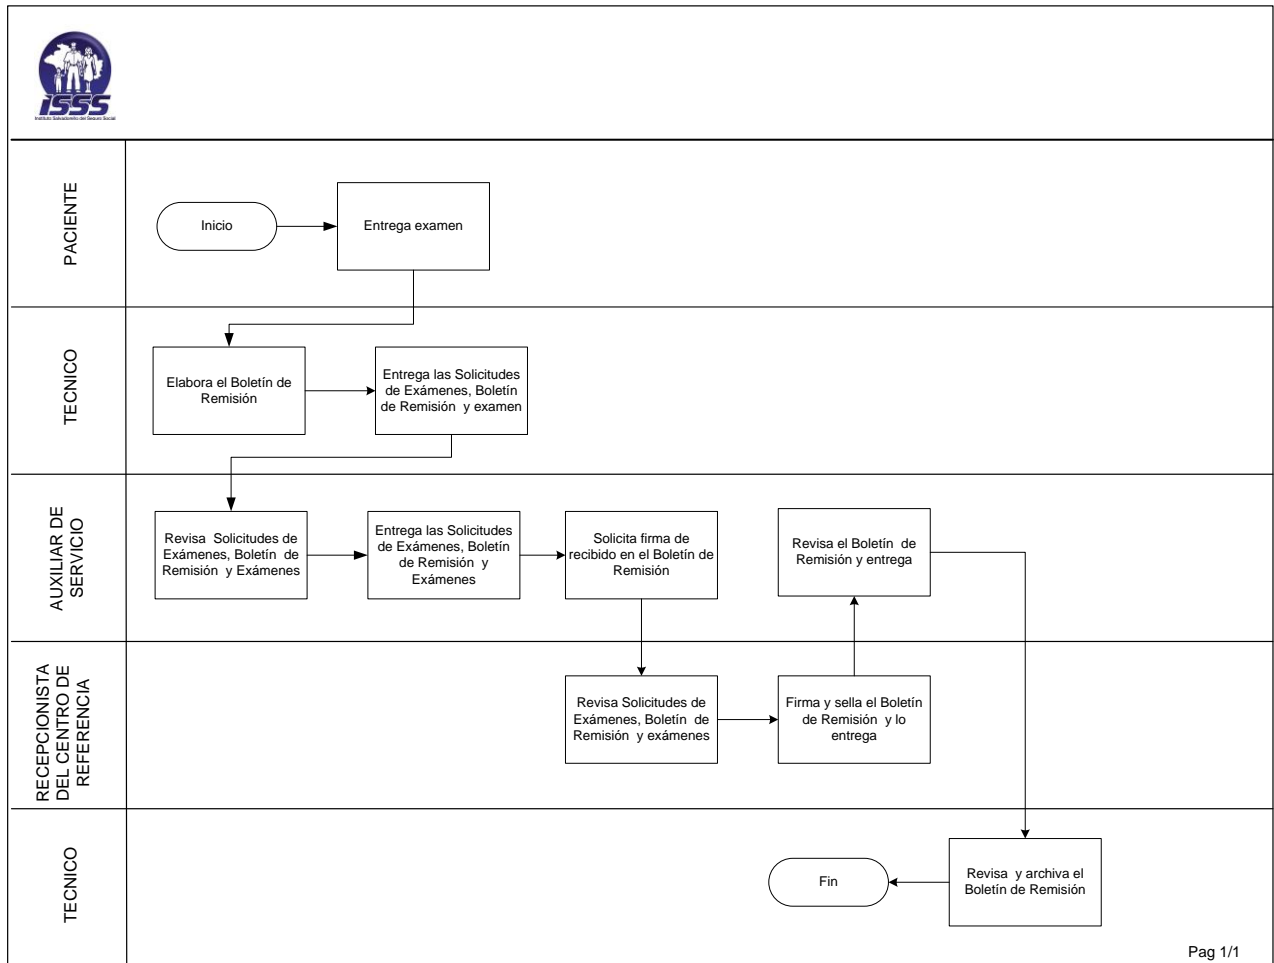 ISSS
Instituto Salvadoreño del Seguro Social
PACIENTE
Inicio
Entrega examen
TECNICO
Elabora el Boletín de
Remisión
Entrega las Solicitudes
de Exámenes, Boletín
de Remisión y examen
AUXILIAR DE
SERVICIO
Revisa Solicitudes de
Exámenes, Boletín de
Remisión y Exámenes
Entrega las Solicitudes
de Exámenes, Boletín
de Remisión y
Exámenes
Solicita firma de
recibido en el Boletín de
Remisión
Revisa el Boletín de
Remisión y entrega
RECEPCIONISTA
DEL CENTRO DE
REFERENCIA
Revisa Solicitudes de
Exámenes, Boletín de
Remisión y exámenes
Firma y sella el Boletín
de Remisión y lo
entrega
TECNICO
Fin
Revisa y archiva el
Boletín de Remisión
Pag 1/1